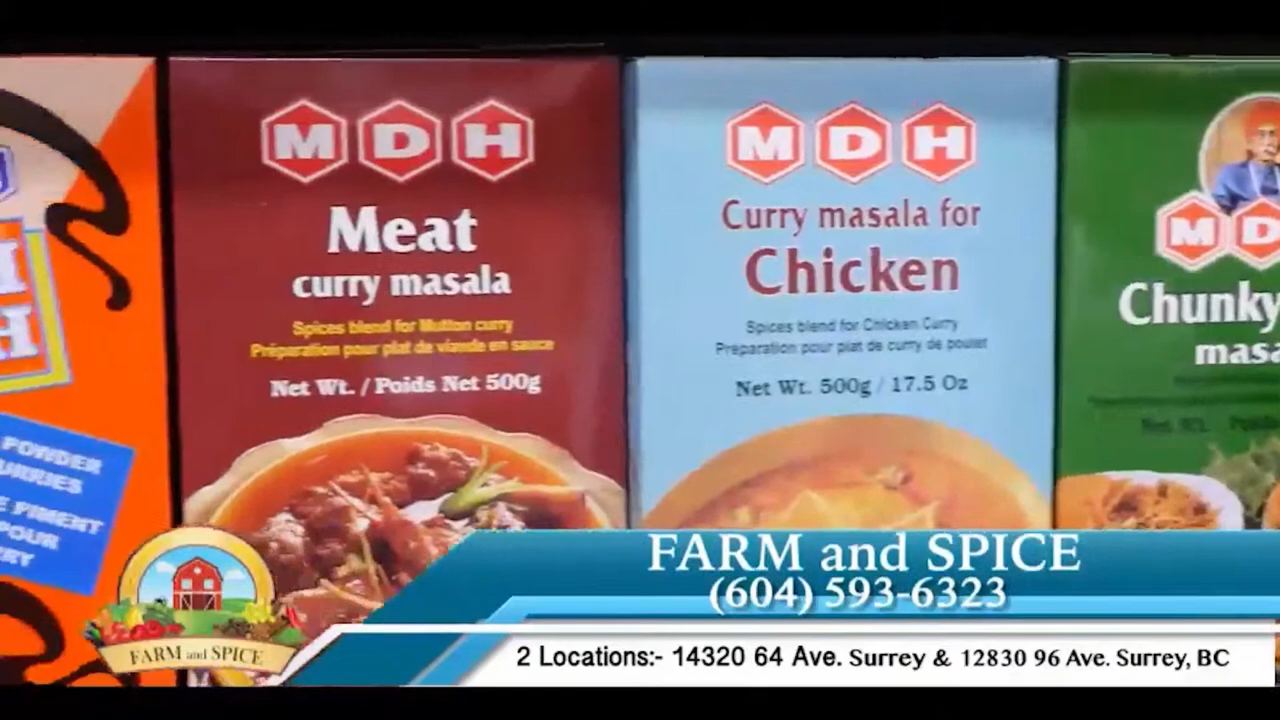 POWDER
MDH
Meat
curry masala
Spices blend for Mutton curry
Préparation pour plat de viande en sauce
Net Wt. / Poids Net 500g
MDH
Curry masala for
Chicken
Spices blend for Chicken Curry
Préparation pour plat de curry de poulet
Net Wt. 500g / 17.5 Oz
MD
Chunky
FARM and SPICE
(604) 593-6323
FARM and SPICE
2 Locations:- 14320 64 Ave. Surrey & 12830 96 Ave. Surrey, BC